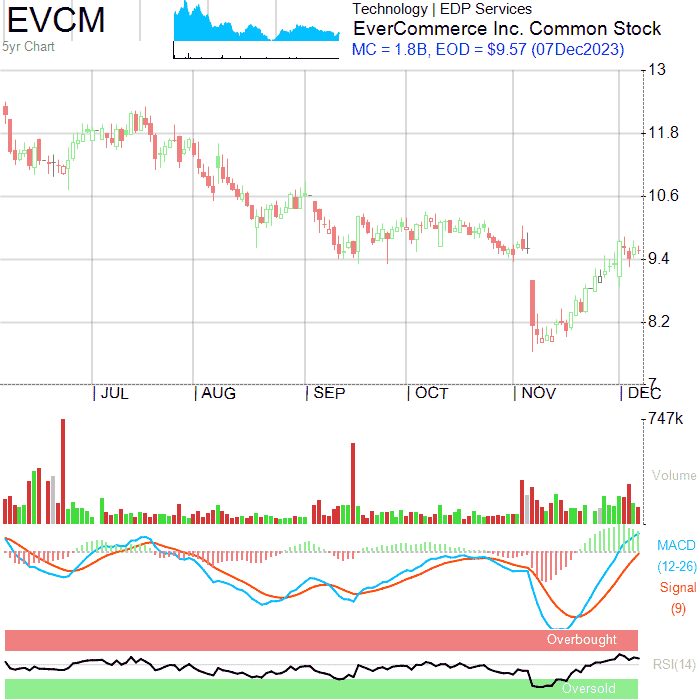 EVCM
5yr Chart
Technology | EDP Services
EverCommerce Inc. Common Stock
MC = 1.8B, EOD = $9.57 (07Dec2023)
13
11.8
10.6
9.4
8.2
7
JUL
AUG
SEP
OCT
NOV
DEC
747k
Volume
MACD
(12-26)
Signal
(9)
Overbought
RSI(14)
Oversold